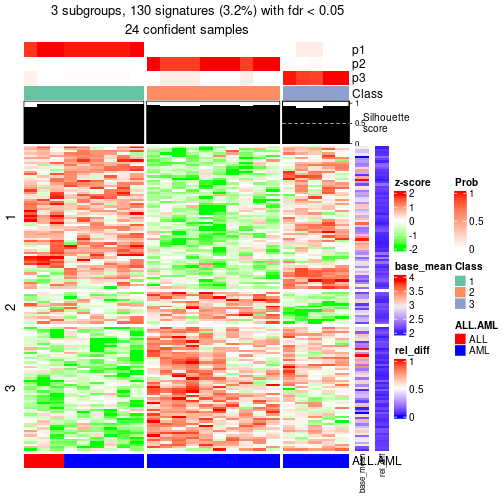 3 subgroups, 130 signatures (3.2%) with fdr < 0.05
24 confident samples
p1
p2
p3
Class
1
0.5
0
Silhouette
score
1
2
3
ALL.AML
base_mean
rel_diff
z-score
2
1
0
-1
-2
Prob
1
0.5
0
base_mean
4
3.5
3
2.5
2
Class
1
2
3
rel_diff
1
0.5
0
ALL.AML
ALL
AML